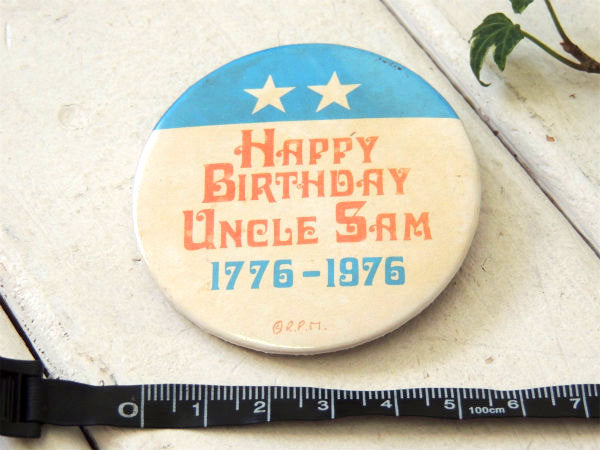 HAPPY
BIRTHDAY
UNCLE SAM
1776-1976
© R.P.M.
0 1 2 3 4 5 100cm 6 7